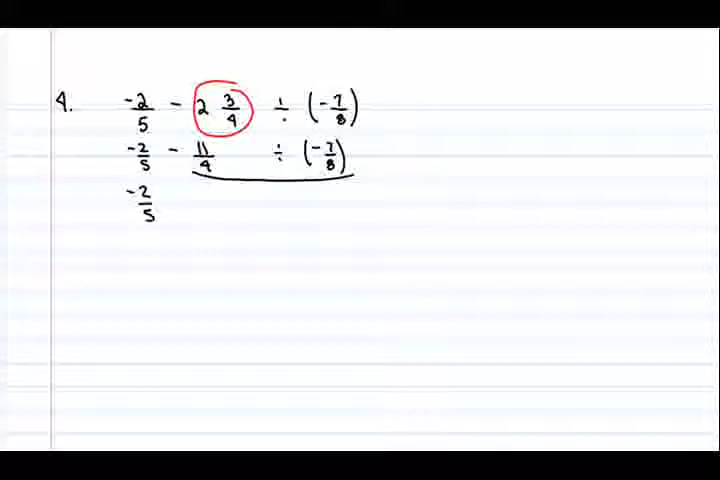 4. -2/5 - 2 3/4 ÷ (-7/8)
-2/5 - 11/4 ÷ (-7/8)
-2/5